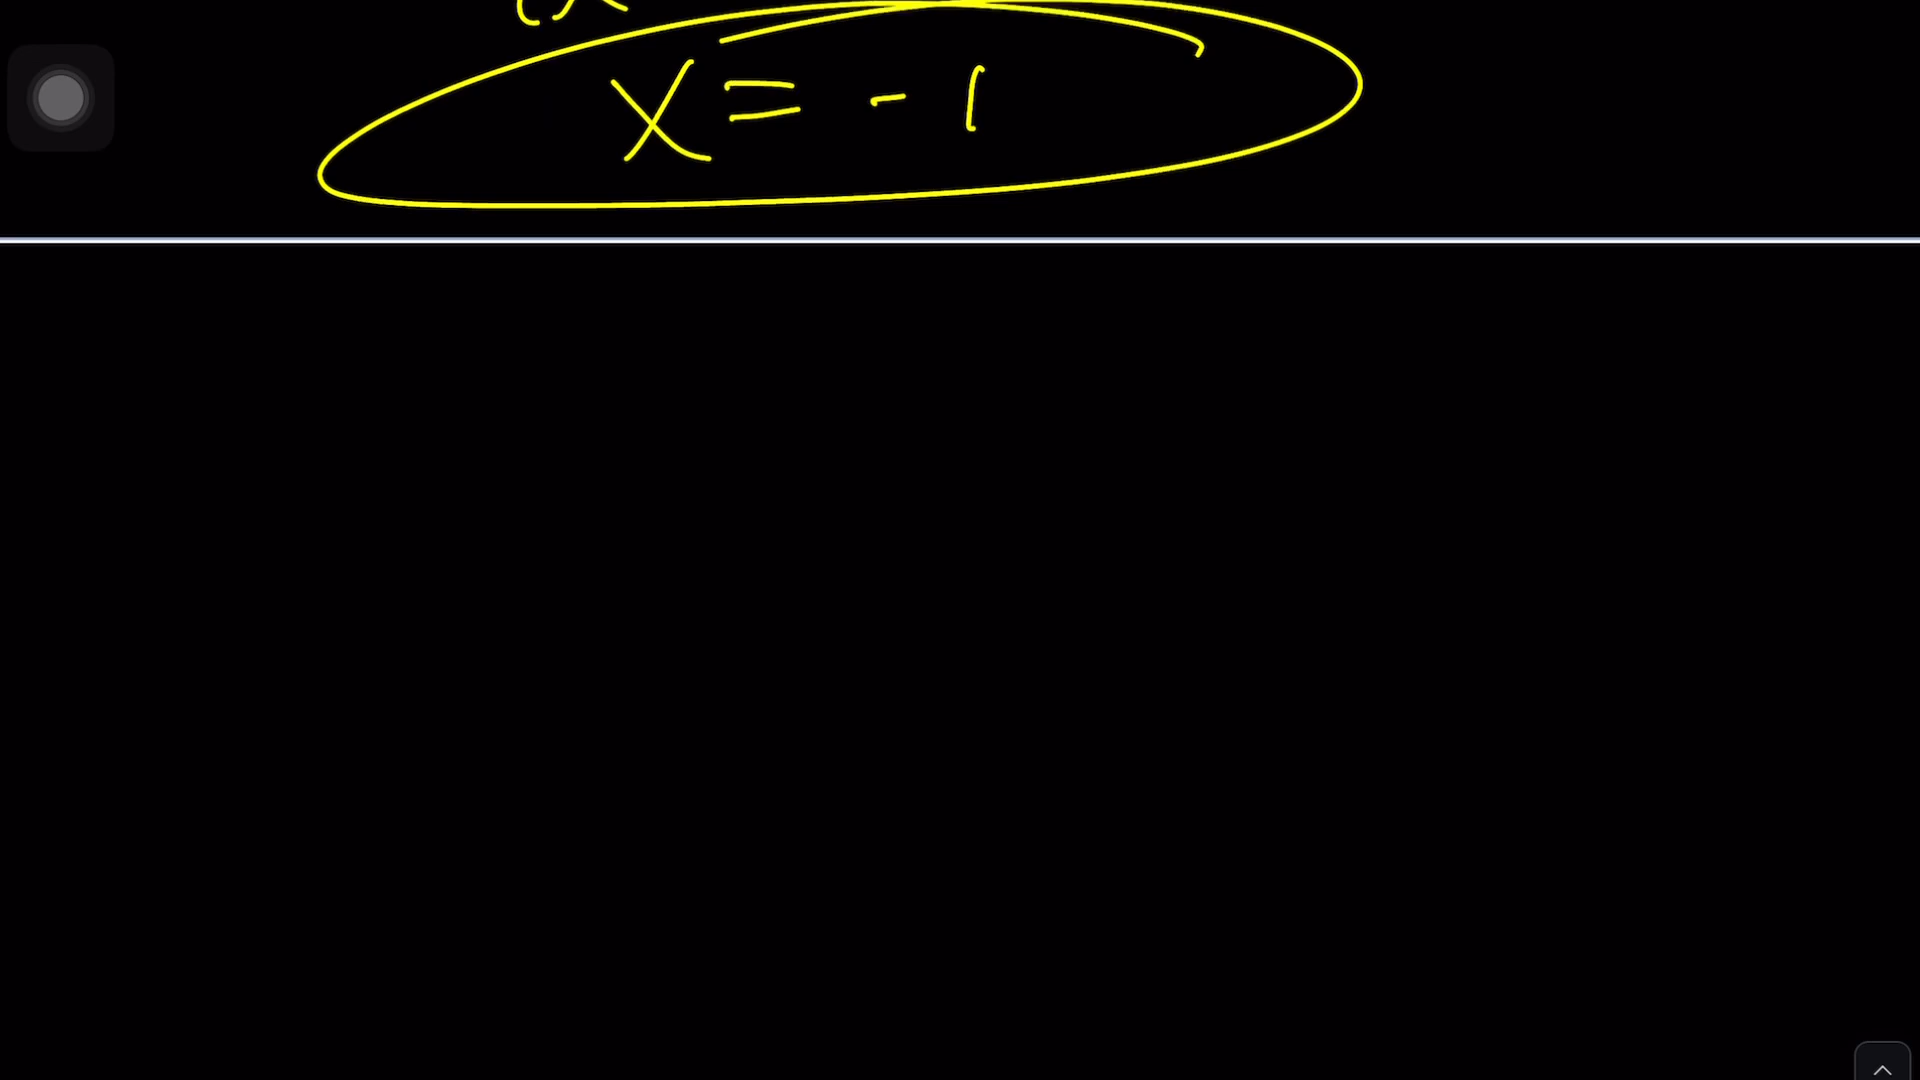 x = - 1